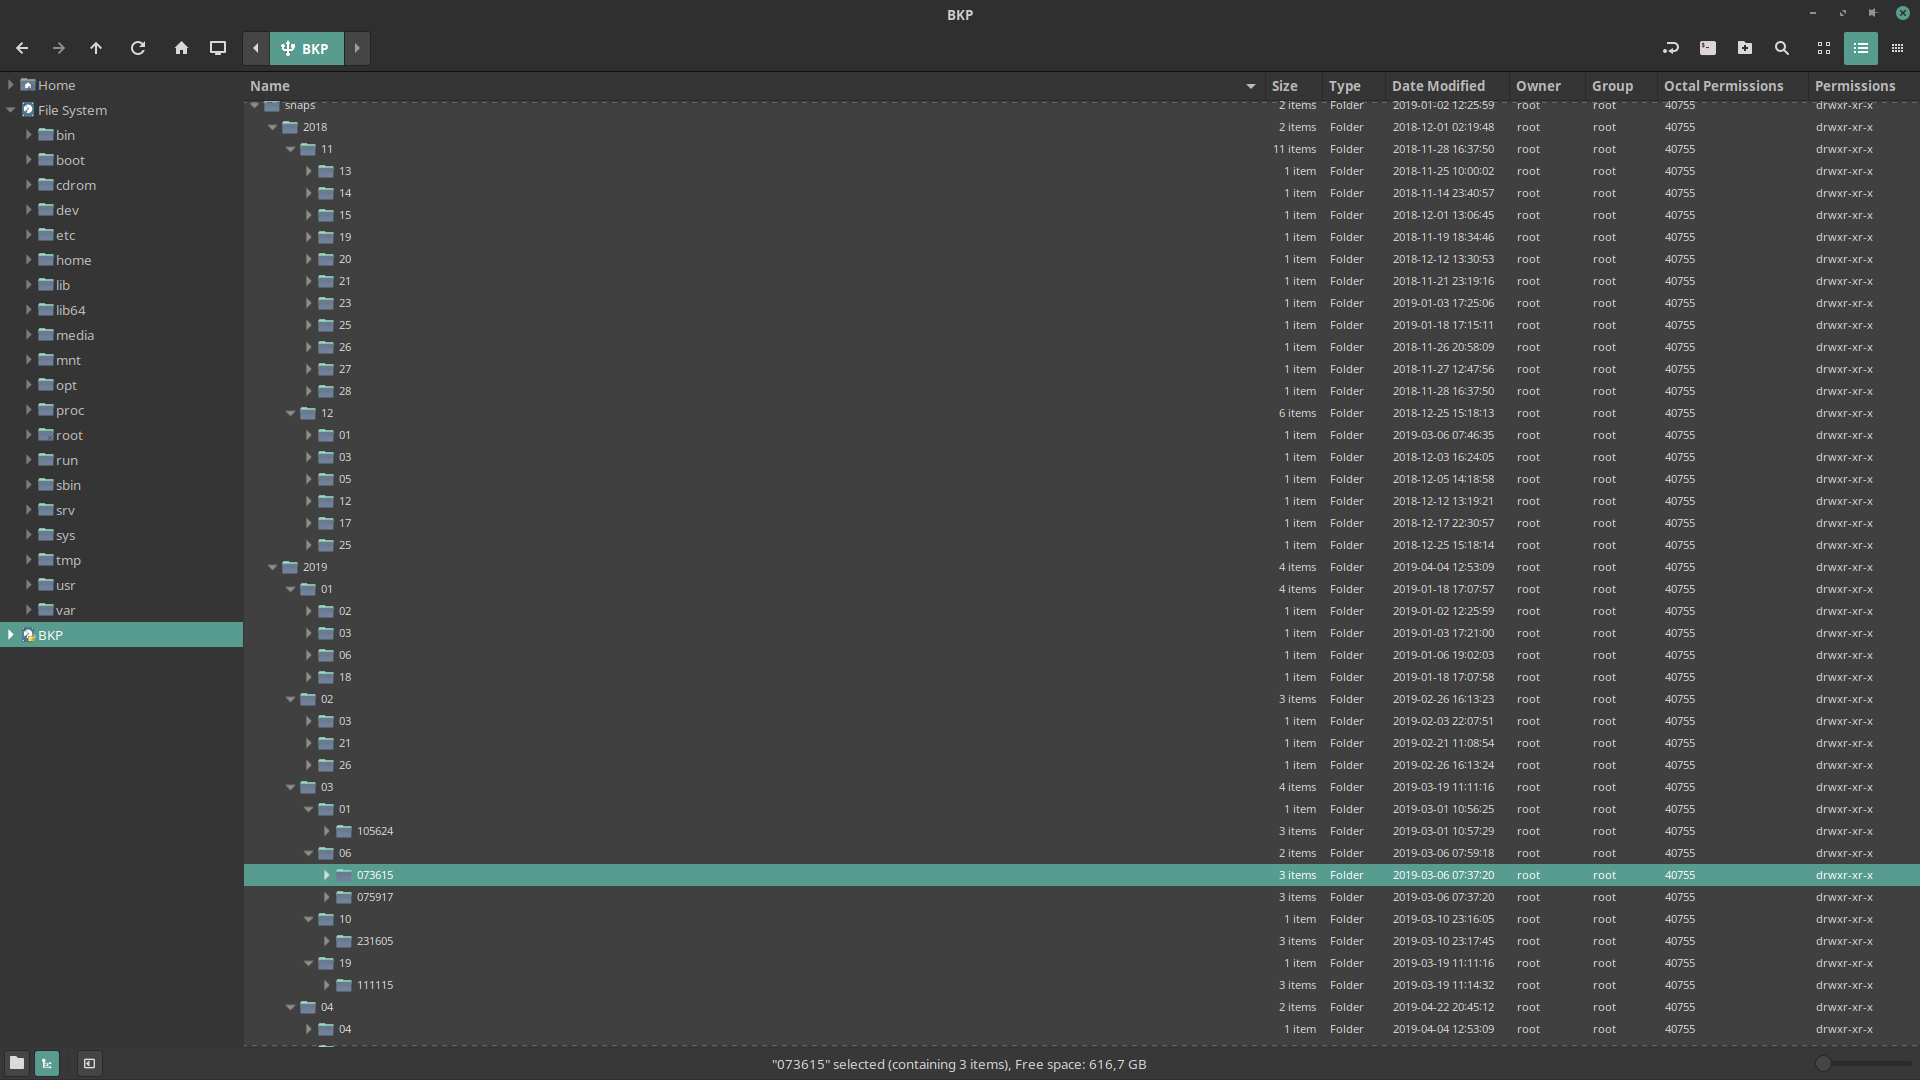 BKP
BKP
Home
File System
bin
boot
cdrom
dev
etc
home
lib
lib64
media
mnt
opt
proc
root
run
sbin
srv
sys
tmp
usr
var
BKP
Name Size Type Date Modified Owner Group Octal Permissions Permissions
snaps 2 items Folder 2019-01-02 12:25:59 root root 40755 drwxr-xr-x
2018 2 items Folder 2018-12-01 02:19:48 root root 40755 drwxr-xr-x
11 11 items Folder 2018-11-28 16:37:50 root root 40755 drwxr-xr-x
13 1 item Folder 2018-11-25 10:00:02 root root 40755 drwxr-xr-x
14 1 item Folder 2018-11-14 23:40:57 root root 40755 drwxr-xr-x
15 1 item Folder 2018-12-01 13:06:45 root root 40755 drwxr-xr-x
19 1 item Folder 2018-11-19 18:34:46 root root 40755 drwxr-xr-x
20 1 item Folder 2018-12-12 13:30:53 root root 40755 drwxr-xr-x
21 1 item Folder 2018-11-21 23:19:16 root root 40755 drwxr-xr-x
23 1 item Folder 2019-01-03 17:25:06 root root 40755 drwxr-xr-x
25 1 item Folder 2019-01-18 17:15:11 root root 40755 drwxr-xr-x
26 1 item Folder 2018-11-26 20:58:09 root root 40755 drwxr-xr-x
27 1 item Folder 2018-11-27 12:47:56 root root 40755 drwxr-xr-x
28 1 item Folder 2018-11-28 16:37:50 root root 40755 drwxr-xr-x
12 6 items Folder 2018-12-25 15:18:13 root root 40755 drwxr-xr-x
01 1 item Folder 2019-03-06 07:46:35 root root 40755 drwxr-xr-x
03 1 item Folder 2018-12-03 16:24:05 root root 40755 drwxr-xr-x
05 1 item Folder 2018-12-05 14:18:58 root root 40755 drwxr-xr-x
12 1 item Folder 2018-12-12 13:19:21 root root 40755 drwxr-xr-x
17 1 item Folder 2018-12-17 22:30:57 root root 40755 drwxr-xr-x
25 1 item Folder 2018-12-25 15:18:14 root root 40755 drwxr-xr-x
2019 4 items Folder 2019-04-04 12:53:09 root root 40755 drwxr-xr-x
01 4 items Folder 2019-01-18 17:07:57 root root 40755 drwxr-xr-x
02 1 item Folder 2019-01-02 12:25:59 root root 40755 drwxr-xr-x
03 1 item Folder 2019-01-03 17:21:00 root root 40755 drwxr-xr-x
06 1 item Folder 2019-01-06 19:02:03 root root 40755 drwxr-xr-x
18 1 item Folder 2019-01-18 17:07:58 root root 40755 drwxr-xr-x
02 3 items Folder 2019-02-26 16:13:23 root root 40755 drwxr-xr-x
03 1 item Folder 2019-02-03 22:07:51 root root 40755 drwxr-xr-x
21 1 item Folder 2019-02-21 11:08:54 root root 40755 drwxr-xr-x
26 1 item Folder 2019-02-26 16:13:24 root root 40755 drwxr-xr-x
03 4 items Folder 2019-03-19 11:11:16 root root 40755 drwxr-xr-x
01 1 item Folder 2019-03-01 10:56:25 root root 40755 drwxr-xr-x
105624 3 items Folder 2019-03-01 10:57:29 root root 40755 drwxr-xr-x
06 2 items Folder 2019-03-06 07:59:18 root root 40755 drwxr-xr-x
073615 3 items Folder 2019-03-06 07:37:20 root root 40755 drwxr-xr-x
075917 3 items Folder 2019-03-06 07:37:20 root root 40755 drwxr-xr-x
10 1 item Folder 2019-03-10 23:16:05 root root 40755 drwxr-xr-x
231605 3 items Folder 2019-03-10 23:17:45 root root 40755 drwxr-xr-x
19 1 item Folder 2019-03-19 11:11:16 root root 40755 drwxr-xr-x
111115 3 items Folder 2019-03-19 11:14:32 root root 40755 drwxr-xr-x
04 2 items Folder 2019-04-22 20:45:12 root root 40755 drwxr-xr-x
04 1 item Folder 2019-04-04 12:53:09 root root 40755 drwxr-xr-x
"073615" selected (containing 3 items), Free space: 616,7 GB